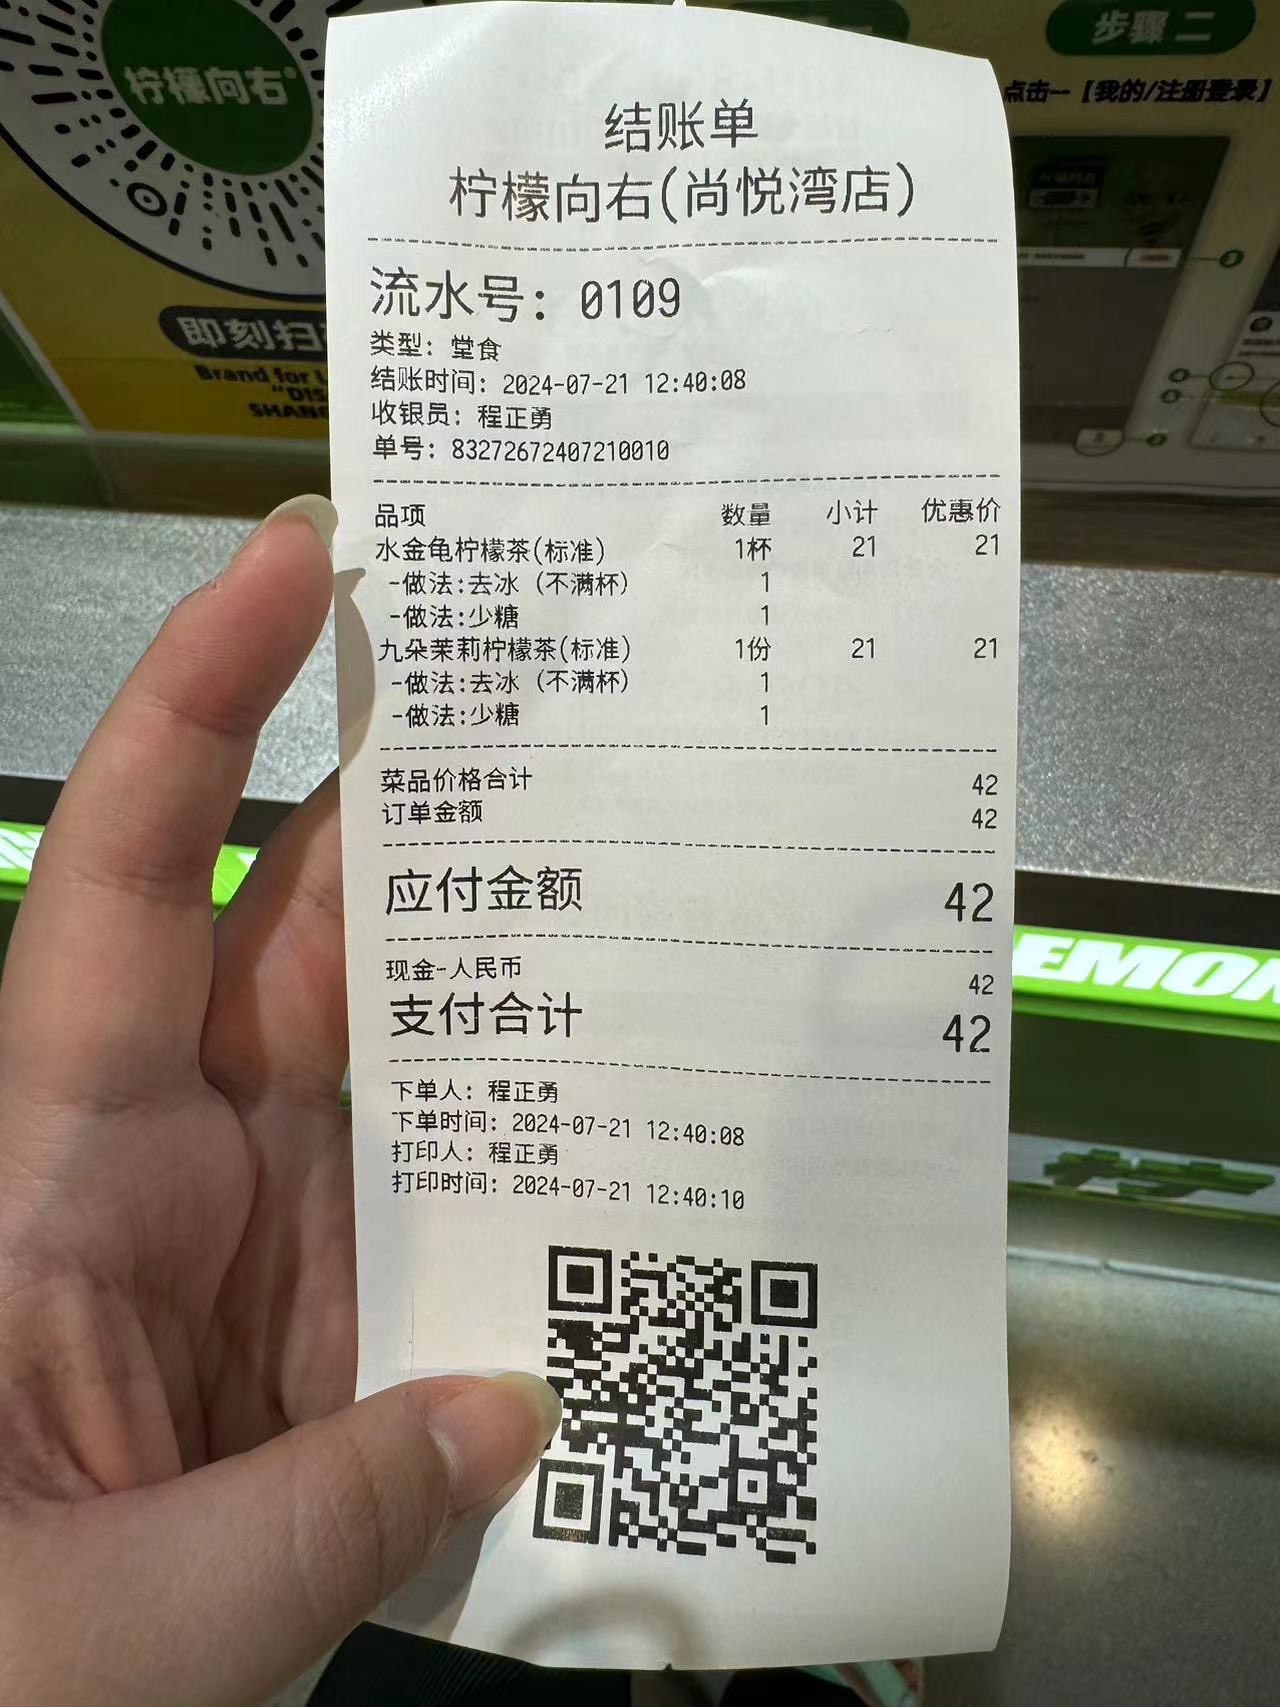 柠檬向右
步骤 二
点击一【我的/注册登录】
即刻扫
Brand for
"DIS
SHANG
结账单
柠檬向右(尚悦湾店)
流水号: 0109
类型: 堂食
结账时间: 2024-07-21 12:40:08
收银员: 程正勇
单号: 83272672407210010
品项 数量 小计 优惠价
水金龟柠檬茶(标准) 1杯 21 21
-做法:去冰 (不满杯) 1
-做法:少糖 1
九朵茉莉柠檬茶(标准) 1份 21 21
-做法:去冰 (不满杯) 1
-做法:少糖 1
菜品价格合计 42
订单金额 42
应付金额 42
现金-人民币 42
支付合计 42
下单人: 程正勇
下单时间: 2024-07-21 12:40:08
打印人: 程正勇
打印时间: 2024-07-21 12:40:10
EMON
柠